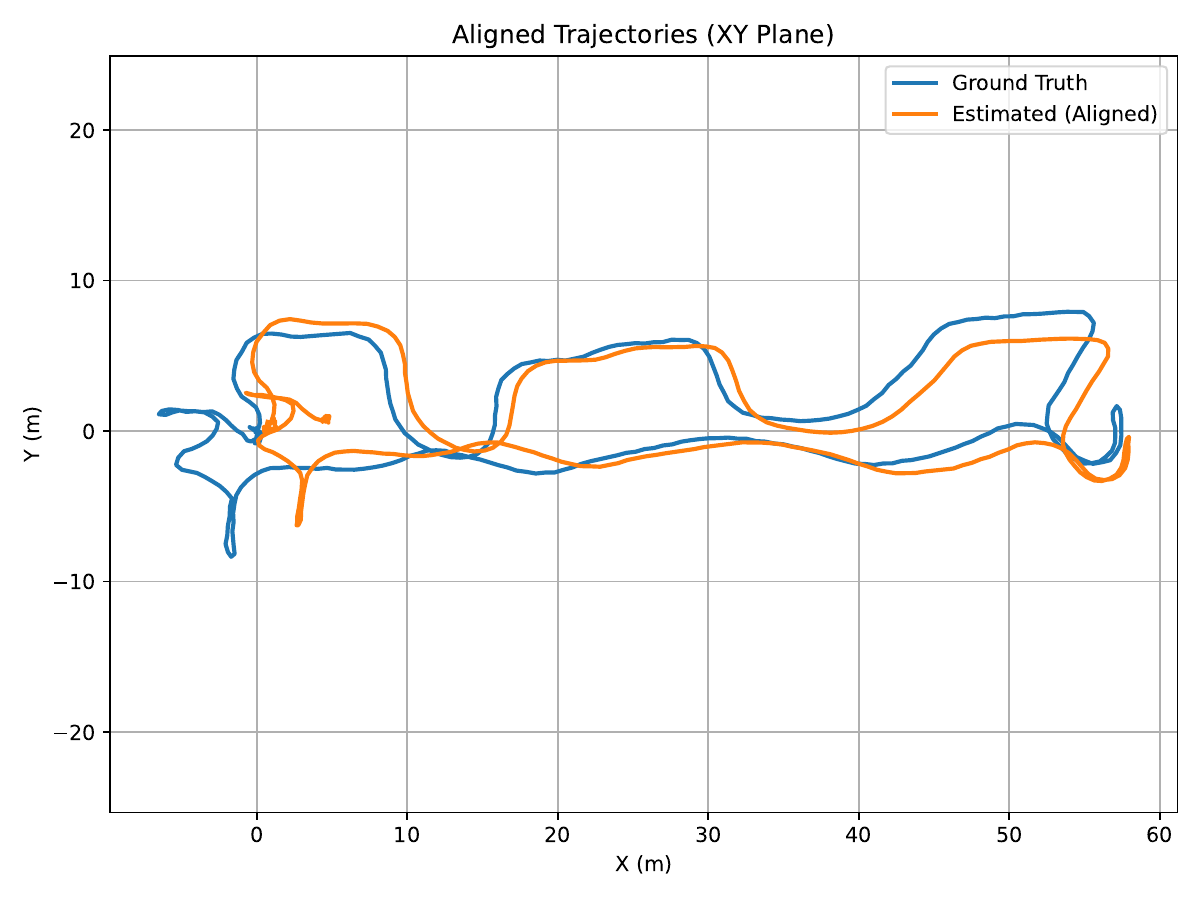 Aligned Trajectories (XY Plane)
Ground Truth
Estimated (Aligned)
20
10
0
−10
−20
Y (m)
0 10 20 30 40 50 60
X (m)